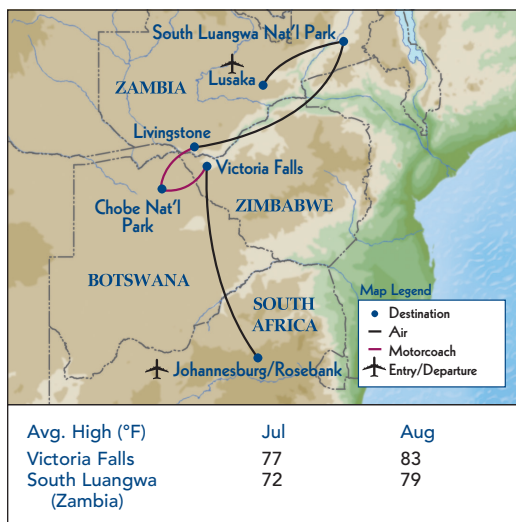 South Luangwa Nat'l Park
Lusaka
ZAMBIA
Livingstone
Victoria Falls
Chobe Nat'l
Park
ZIMBABWE
BOTSWANA
SOUTH
AFRICA
Johannesburg/Rosebank
Map Legend
Destination
Air
Motorcoach
Entry/Departure
Avg. High (°F) Jul Aug
Victoria Falls 77 83
South Luangwa 72 79
(Zambia)